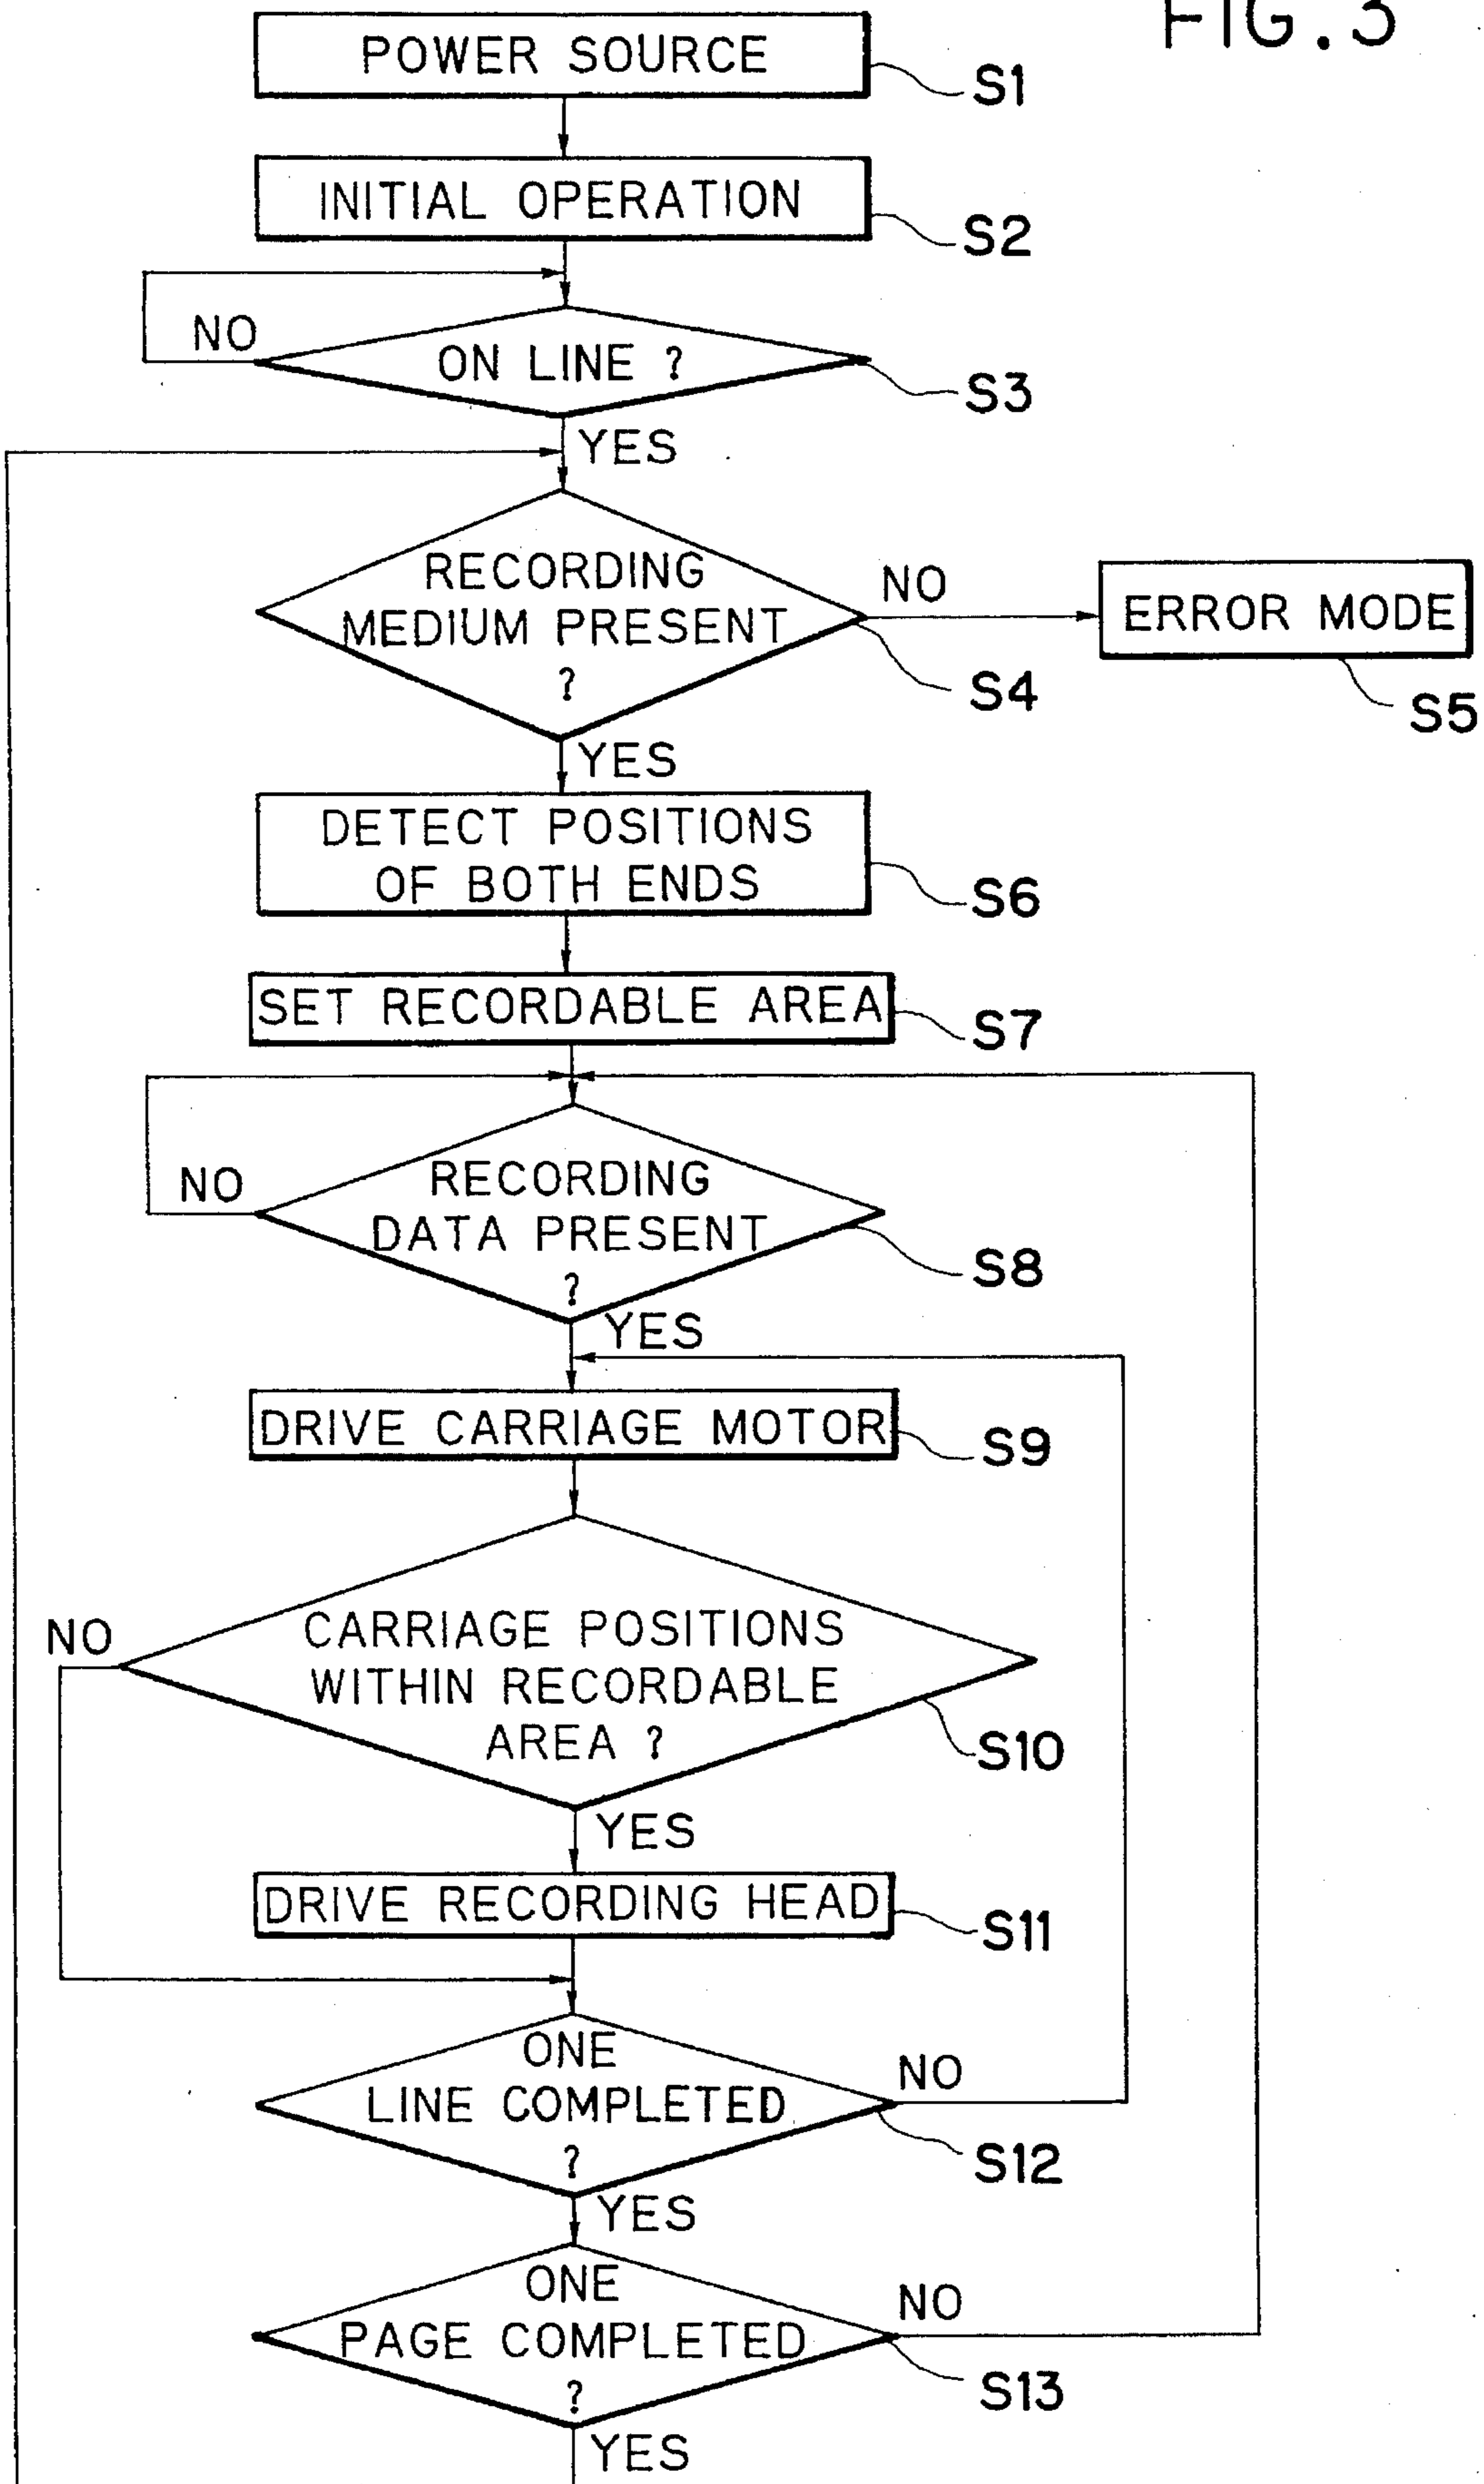 FIG. 3
POWER SOURCE
S1
INITIAL OPERATION
S2
NO
ON LINE ?
S3
YES
RECORDING
MEDIUM PRESENT
?
NO
S4
ERROR MODE
S5
YES
DETECT POSITIONS
OF BOTH ENDS
S6
SET RECORDABLE AREA
S7
NO
RECORDING
DATA PRESENT
?
S8
YES
DRIVE CARRIAGE MOTOR
S9
NO
CARRIAGE POSITIONS
WITHIN RECORDABLE
AREA ?
S10
YES
DRIVE RECORDING HEAD
S11
ONE
LINE COMPLETED
?
NO
S12
YES
ONE
PAGE COMPLETED
?
NO
S13
YES